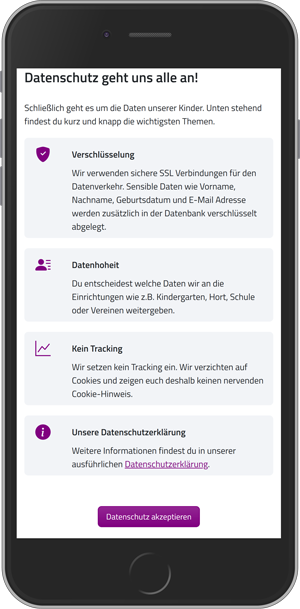 Datenschutz geht uns alle an!
Schließlich geht es um die Daten unserer Kinder. Unten stehend
findest du kurz und knapp die wichtigsten Themen.
Verschlüsselung
Wir verwenden sichere SSL Verbindungen für den
Datenverkehr. Sensible Daten wie Vorname,
Nachname, Geburtsdatum und E-Mail Adresse
werden zusätzlich in der Datenbank verschlüsselt
abgelegt.
Datenhoheit
Du entscheidest welche Daten wir an die
Einrichtungen wie z.B. Kindergarten, Hort, Schule
oder Vereinen weitergeben.
Kein Tracking
Wir setzen kein Tracking ein. Wir verzichten auf
Cookies und zeigen euch deshalb keinen nervenden
Cookie-Hinweis.
Unsere Datenschutzerklärung
Weitere Informationen findest du in unserer
ausführlichen Datenschutzerklärung.
Datenschutz akzeptieren